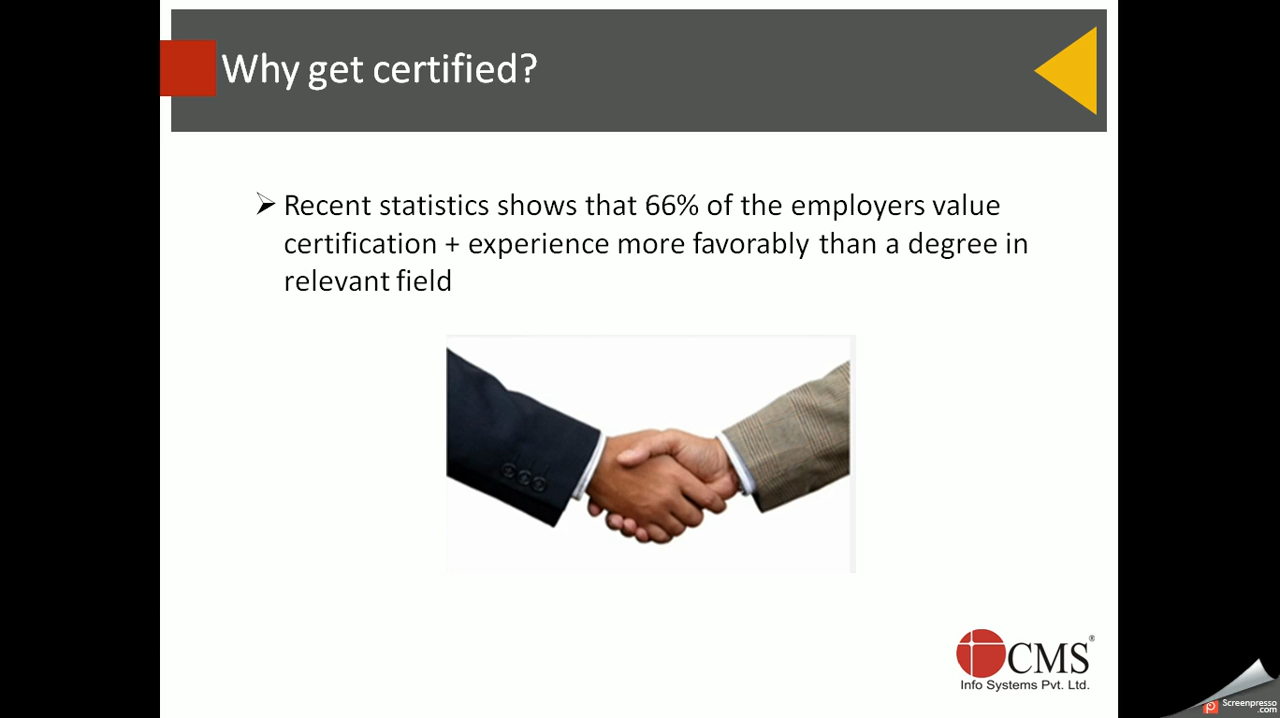 Why get certified?
Recent statistics shows that 66% of the employers value
certification + experience more favorably than a degree in
relevant field
CMS®
Info Systems Pvt. Ltd.
Screenpresso
.com